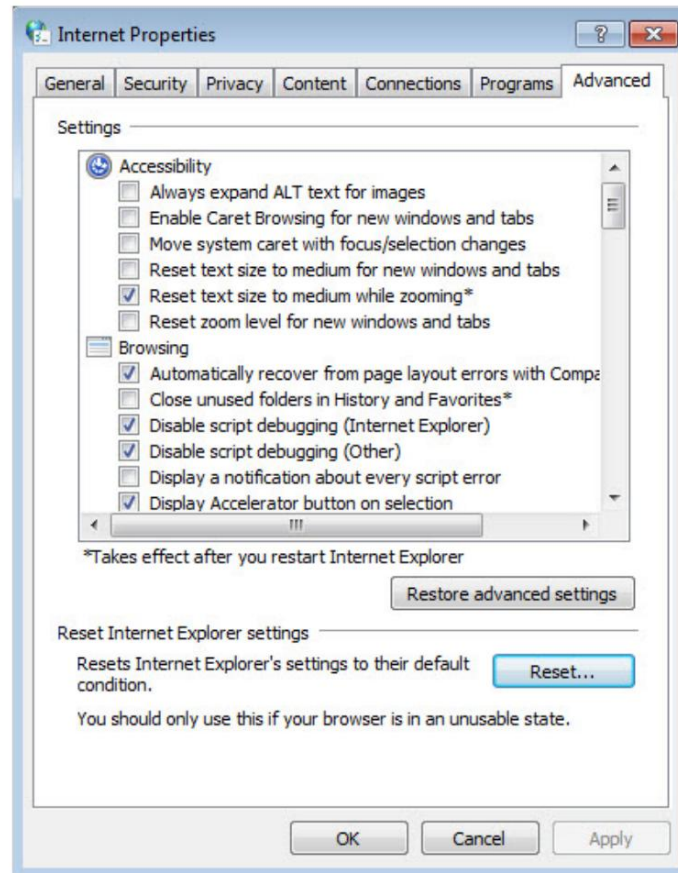 Internet Properties
General Security Privacy Content Connections Programs Advanced
Settings
Accessibility
Always expand ALT text for images
Enable Caret Browsing for new windows and tabs
Move system caret with focus/selection changes
Reset text size to medium for new windows and tabs
Reset text size to medium while zooming*
Reset zoom level for new windows and tabs
Browsing
Automatically recover from page layout errors with Compa
Close unused folders in History and Favorites*
Disable script debugging (Internet Explorer)
Disable script debugging (Other)
Display a notification about every script error
Display Accelerator button on selection
*Takes effect after you restart Internet Explorer
Restore advanced settings
Reset Internet Explorer settings
Resets Internet Explorer's settings to their default
condition.
Reset...
You should only use this if your browser is in an unusable state.
OK Cancel Apply